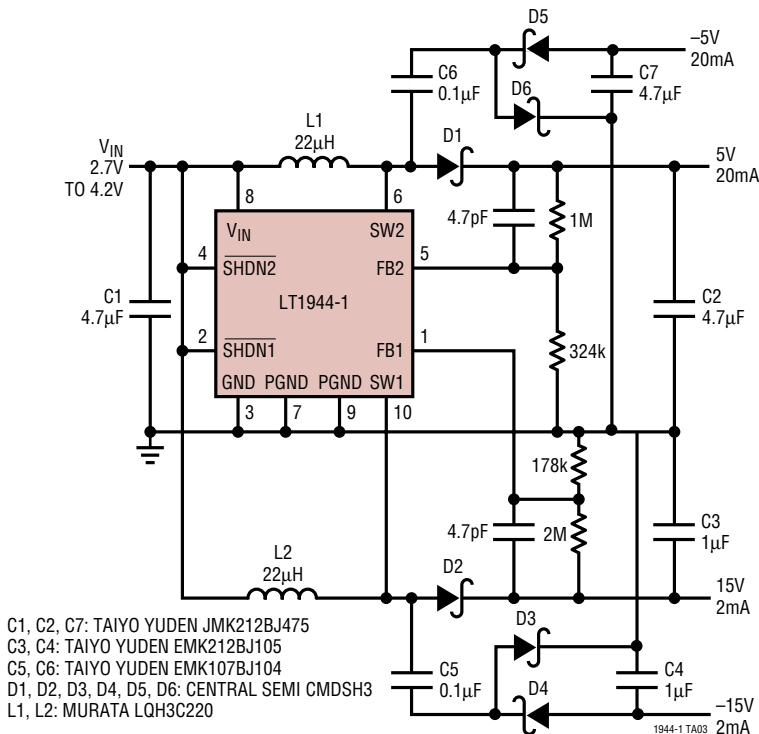 D5
–5V
20mA
C6
0.1µF
D6
C7
4.7µF
L1
22µH
D1
VIN
2.7V
TO 4.2V
5V
20mA
8
6
VIN
SW2
4.7pF
1M
4
SHDN2
FB2
5
C1
4.7µF
LT1944-1
C2
4.7µF
2
SHDN1
FB1
1
324k
GND PGND PGND SW1
3
7
9
10
178k
4.7pF
2M
C3
1µF
L2
22µH
D2
15V
2mA
C1, C2, C7: TAIYO YUDEN JMK212BJ475
C3, C4: TAIYO YUDEN EMK212BJ105
C5, C6: TAIYO YUDEN EMK107BJ104
D1, D2, D3, D4, D5, D6: CENTRAL SEMI CMDSH3
L1, L2: MURATA LQH3C220
D3
C5
0.1µF
D4
C4
1µF
–15V
2mA
1944-1 TA03